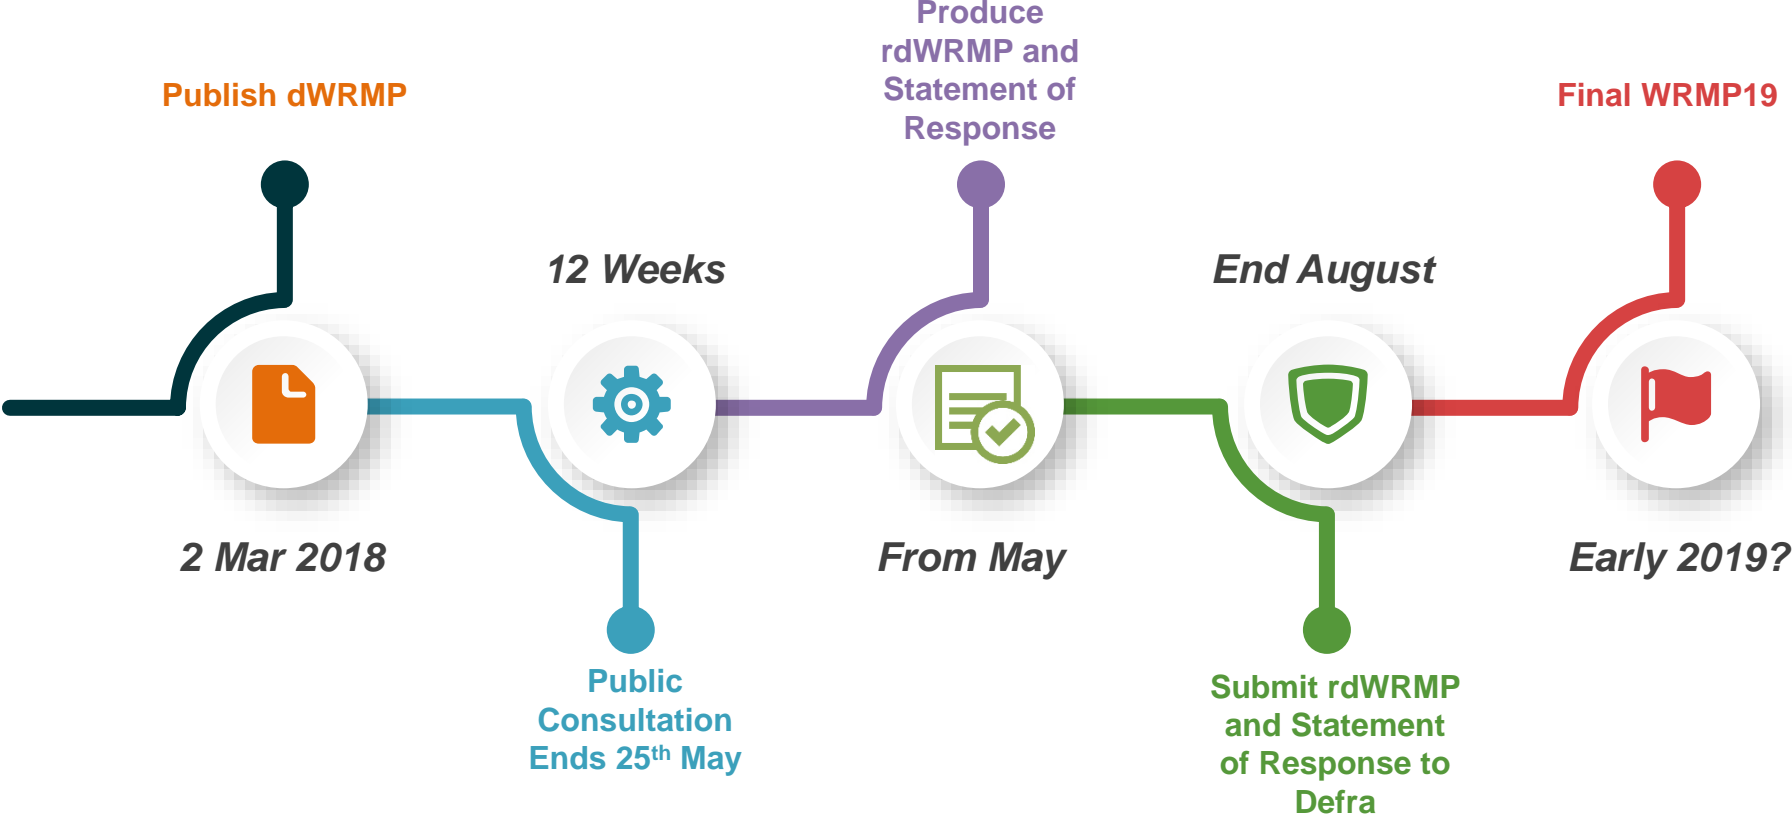 Publish dWRMP
2 Mar 2018
12 Weeks
Public
Consultation
Ends 25th May
Produce
rdWRMP and
Statement of
Response
From May
End August
Submit rdWRMP
and Statement
of Response to
Defra
Final WRMP19
Early 2019?